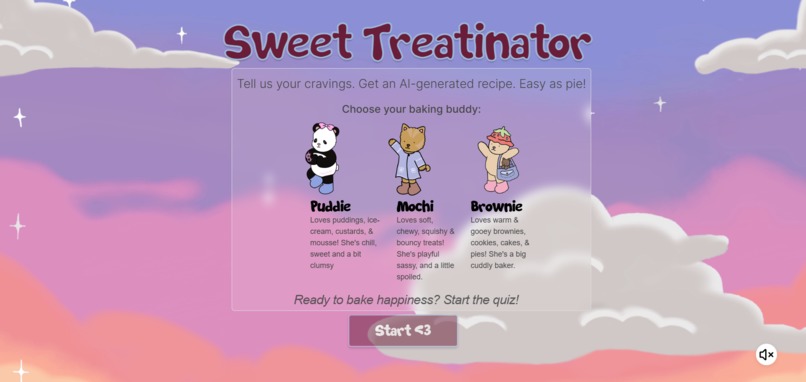 Sweet Treatinator
Tell us your cravings. Get an AI-generated recipe. Easy as pie!
Choose your baking buddy:
Puddie
Loves puddings, ice-
cream, custards, &
mousse! She's chill,
sweet and a bit
clumsy
Mochi
Loves soft,
chewy, squishy &
bouncy treats!
She's playful
sassy, and a little
spoiled.
Brownie
Loves warm &
gooey brownies,
cookies, cakes, &
pies! She's a big
cuddly baker.
Ready to bake happiness? Start the quiz!
Start <3